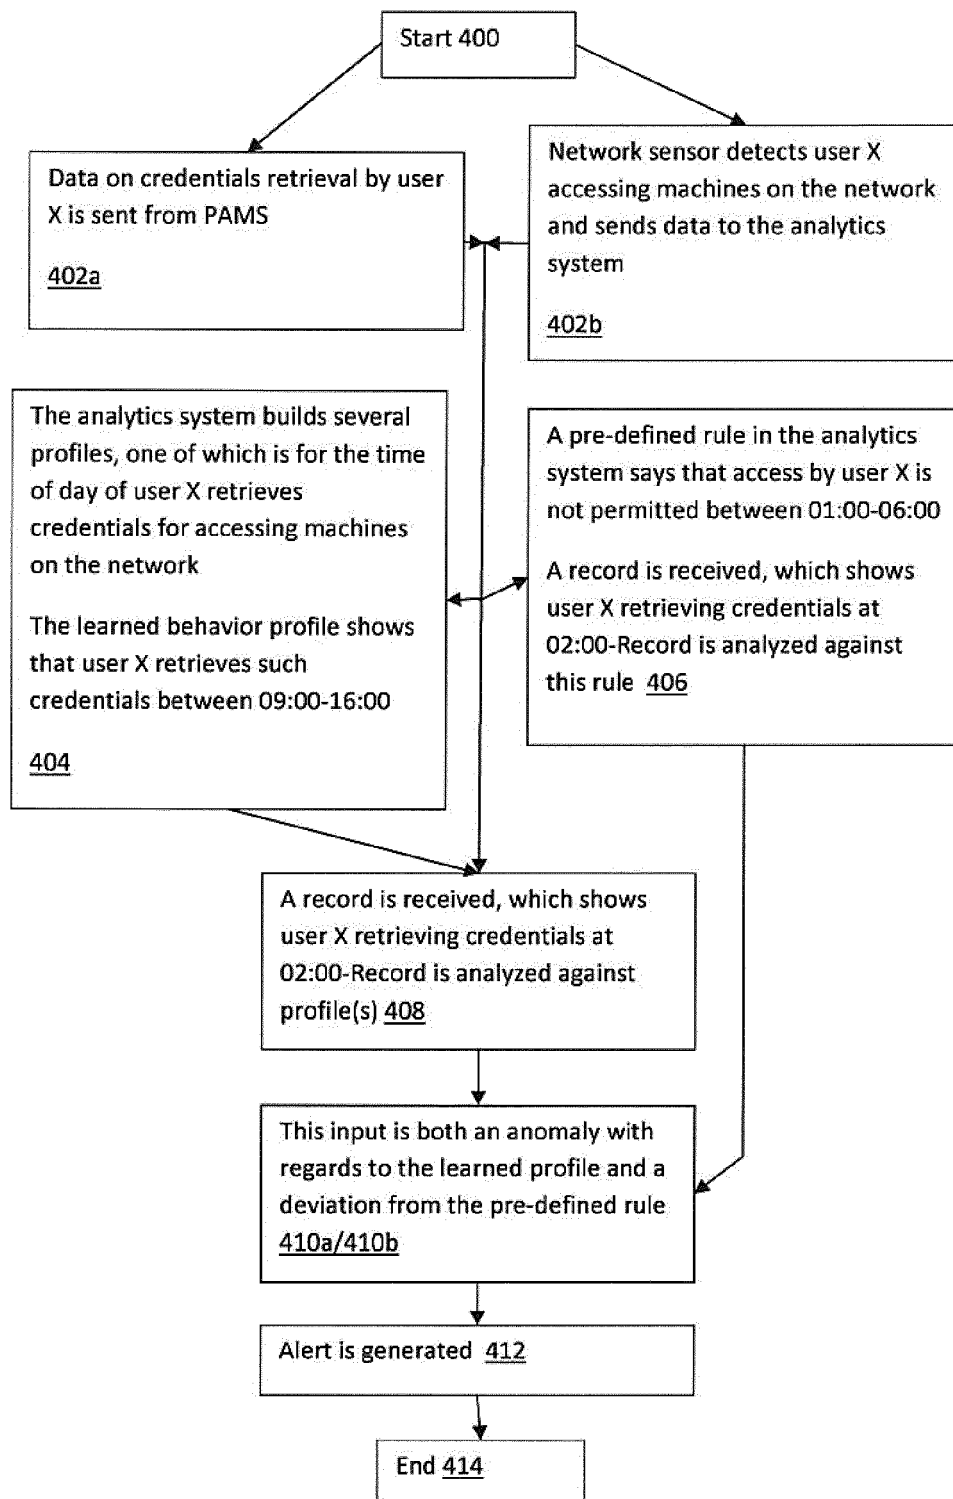 Start 400
Data on credentials retrieval by user
X is sent from PAMS
402a
Network sensor detects user X
accessing machines on the network
and sends data to the analytics
system
402b
The analytics system builds several
profiles, one of which is for the time
of day of user X retrieves
credentials for accessing machines
on the network
The learned behavior profile shows
that user X retrieves such
credentials between 09:00-16:00
404
A pre-defined rule in the analytics
system says that access by user X is
not permitted between 01:00-06:00
A record is received, which shows
user X retrieving credentials at
02:00-Record is analyzed against
this rule 406
A record is received, which shows
user X retrieving credentials at
02:00-Record is analyzed against
profile(s) 408
This input is both an anomaly with
regards to the learned profile and a
deviation from the pre-defined rule
410a/410b
Alert is generated 412
End 414